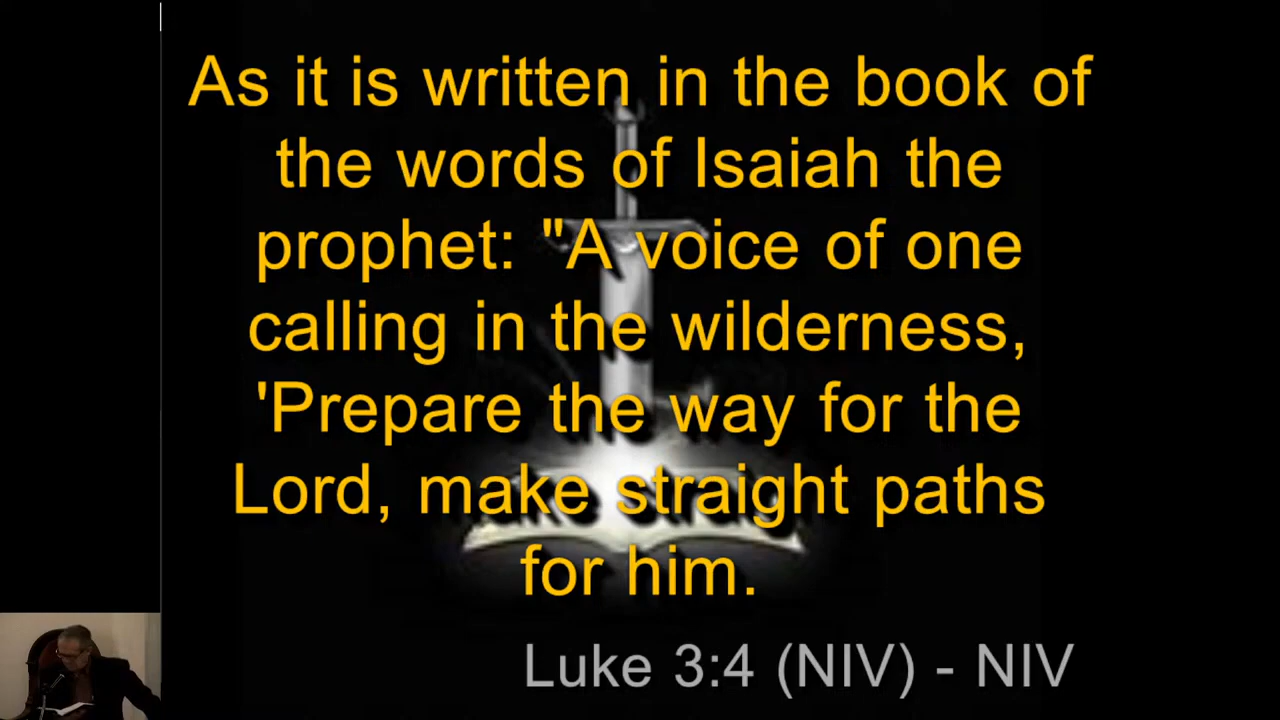 As it is written in the book of
the words of Isaiah the
prophet: "A voice of one
calling in the wilderness,
'Prepare the way for the
Lord, make straight paths
for him.
Luke 3:4 (NIV) - NIV